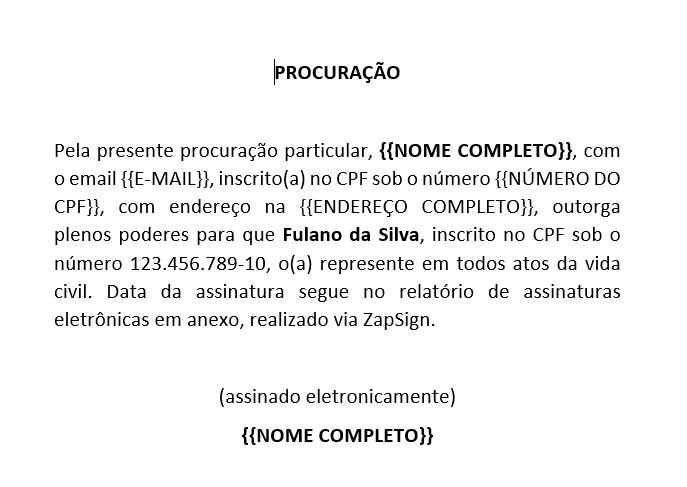 PROCURAÇÃO
Pela presente procuração particular, {{NOME COMPLETO}}, com
o email {{E-MAIL}}, inscrito(a) no CPF sob o número {{NÚMERO DO
CPF}}, com endereço na {{ENDEREÇO COMPLETO}}, outorga
plenos poderes para que Fulano da Silva, inscrito no CPF sob o
número 123.456.789-10, o(a) represente em todos atos da vida
civil. Data da assinatura segue no relatório de assinaturas
eletrônicas em anexo, realizado via ZapSign.
(assinado eletronicamente)
{{NOME COMPLETO}}